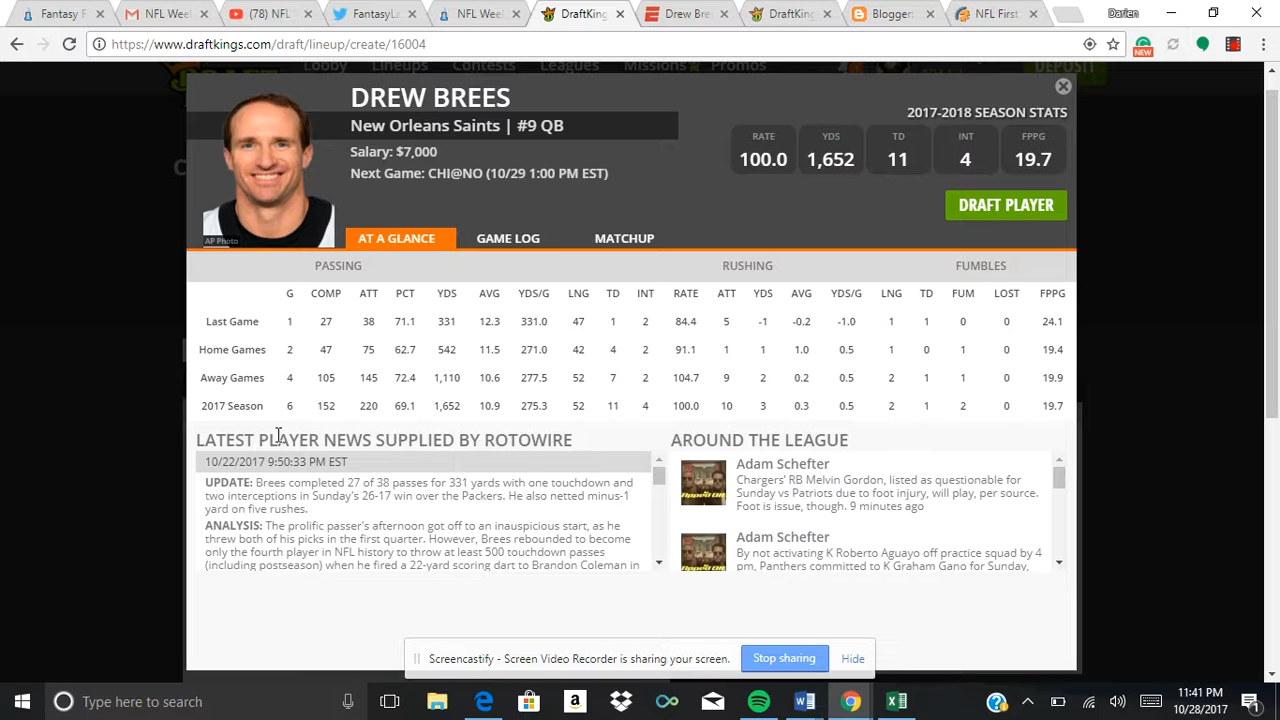 Fantasy F
NFL Wee
(78) NFL
FantasyLa
NFL Week
DraftKing
Drew Bree
DraftKing
Blogger:
NFL First
Darien
https://www.draftkings.com/draft/lineup/create/16004
NEW
Lobby Lineups Contests Leagues Missions Promos
DEPOSIT
DREW BREES
New Orleans Saints | #9 QB
Salary: $7,000
Next Game: CHI@NO (10/29 1:00 PM EST)
AP Photo
2017-2018 SEASON STATS
RATE YDS TD INT FPPG
100.0 1,652 11 4 19.7
DRAFT PLAYER
AT A GLANCE GAME LOG MATCHUP
PASSING RUSHING FUMBLES
G COMP ATT PCT YDS AVG YDS/G LNG TD INT RATE ATT YDS AVG YDS/G LNG TD FUM LOST FPPG
Last Game 1 27 38 71.1 331 12.3 331.0 47 1 2 84.4 5 -1 -0.2 -1.0 1 1 0 0 24.1
Home Games 2 47 75 62.7 542 11.5 271.0 42 4 2 91.1 1 1 1.0 0.5 1 0 1 0 19.4
Away Games 4 105 145 72.4 1,110 10.6 277.5 52 7 2 104.7 9 2 0.2 0.5 2 1 1 0 19.9
2017 Season 6 152 220 69.1 1,652 10.9 275.3 52 11 4 100.0 10 3 0.3 0.5 2 1 2 0 19.7
LATEST PLAYER NEWS SUPPLIED BY ROTOWIRE
10/22/2017 9:50:33 PM EST
UPDATE: Brees completed 27 of 38 passes for 331 yards with one touchdown and
two interceptions in Sunday's 26-17 win over the Packers. He also netted minus-1
yard on five rushes.
ANALYSIS: The prolific passer's afternoon got off to an inauspicious start, as he
threw both of his picks in the first quarter. However, Brees rebounded to become
only the fourth player in NFL history to throw at least 500 touchdown passes
(including postseason) when he fired a 22-yard scoring dart to Brandon Coleman in
AROUND THE LEAGUE
Adam Schefter
Chargers' RB Melvin Gordon, listed as questionable for
Sunday vs Patriots due to foot injury, will play, per source.
Foot is issue, though. 9 minutes ago
Adam Schefter
By not activating K Roberto Aguayo off practice squad by 4
pm, Panthers committed to K Graham Gano for Sunday,
Screencastify - Screen Video Recorder is sharing your screen.
Stop sharing
Hide
Type here to search
11:41 PM
10/28/2017